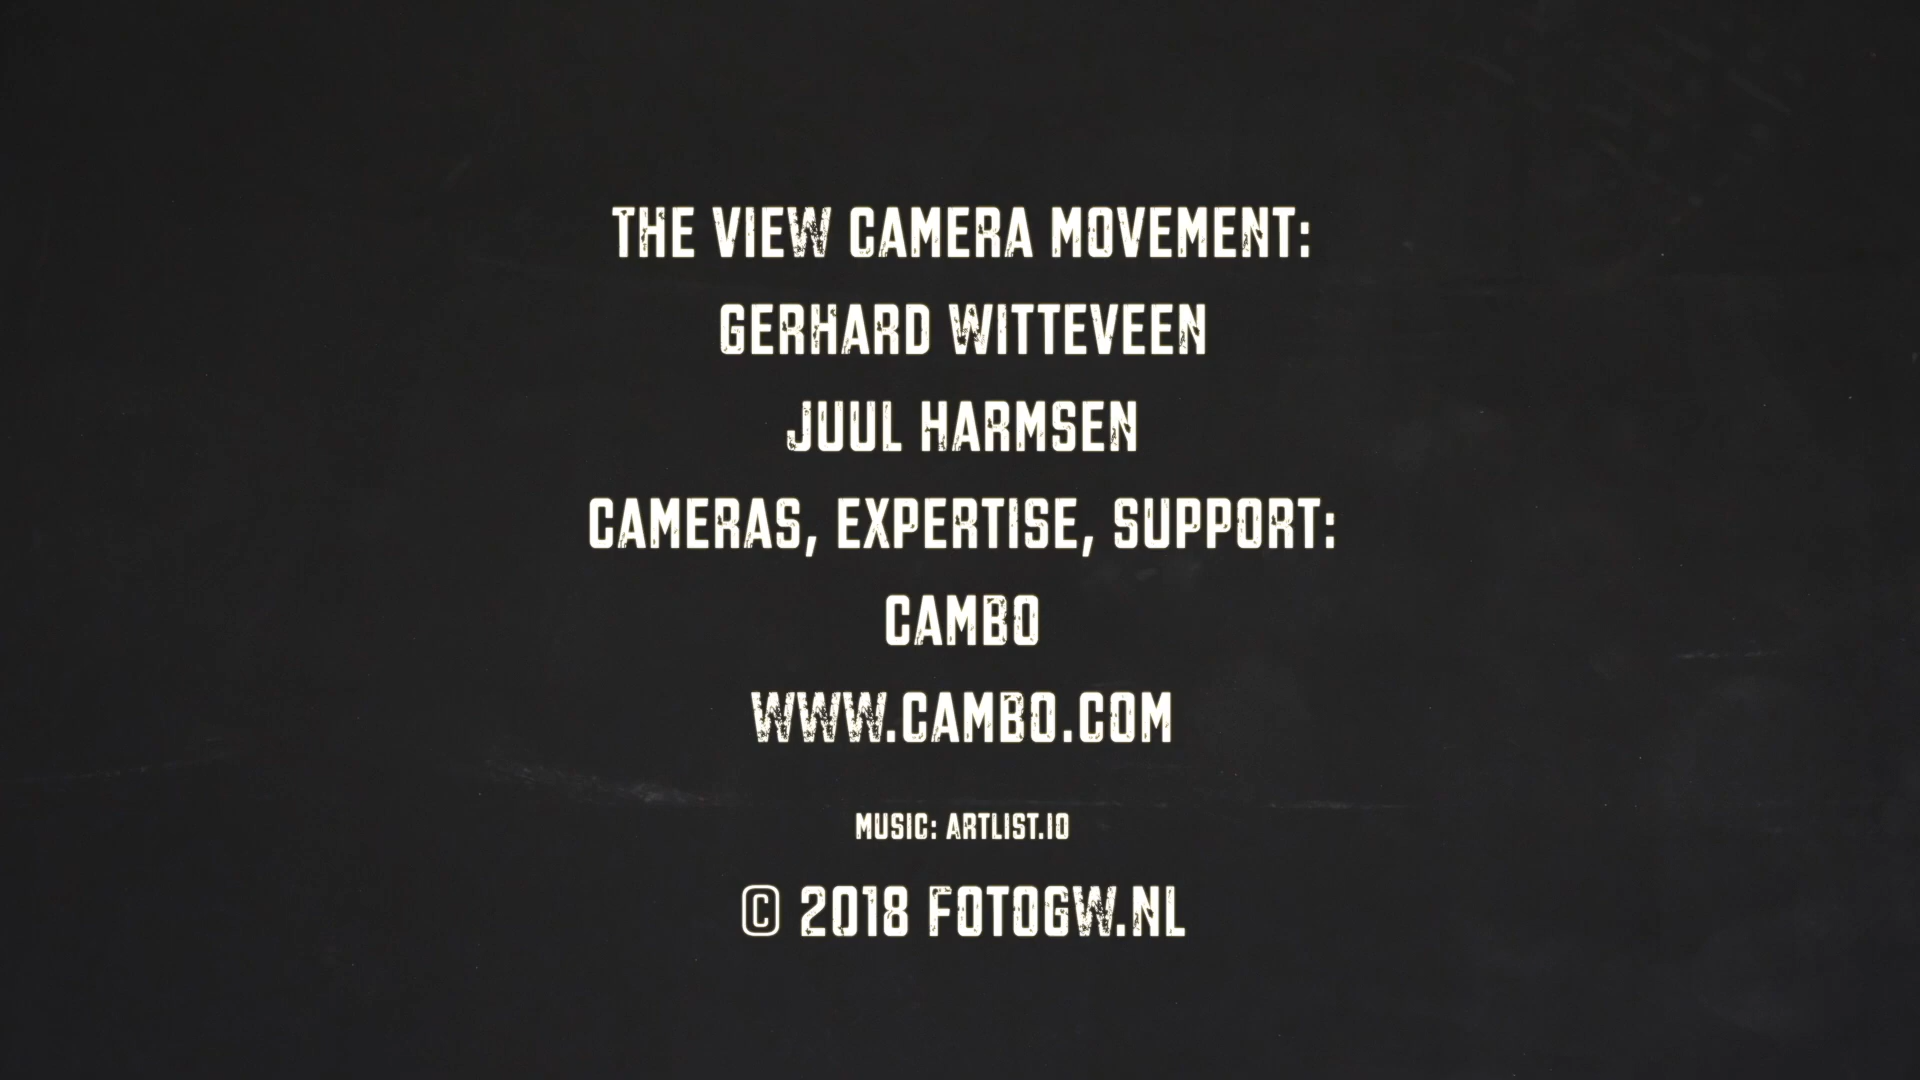 THE VIEW CAMERA MOVEMENT:
GERHARD WITTEVEEN
JUUL HARMSEN
CAMERAS, EXPERTISE, SUPPORT:
CAMBO
WWW.CAMBO.COM
MUSIC: ARTLIST.IO
© 2018 FOTOGW.NL